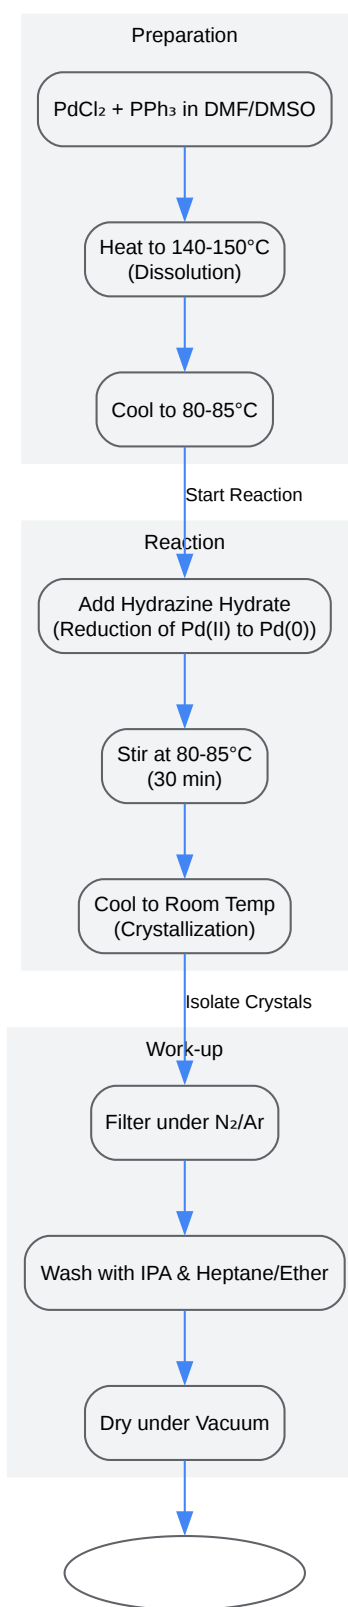 Preparation
PdCl₂ + PPh₃ in DMF/DMSO
Heat to 140-150°C
(Dissolution)
Cool to 80-85°C
Start Reaction
Reaction
Add Hydrazine Hydrate
(Reduction of Pd(II) to Pd(0))
Stir at 80-85°C
(30 min)
Cool to Room Temp
(Crystallization)
Isolate Crystals
Work-up
Filter under N₂/Ar
Wash with IPA & Heptane/Ether
Dry under Vacuum